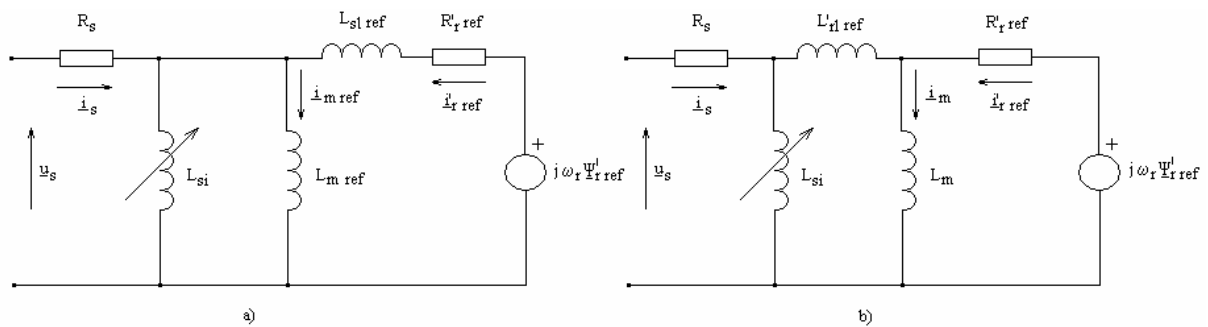 R_s
L_sl ref
R'_r ref
i_s
i_m ref
i'_r ref
u_s
L_si
L_m ref
+
jω_r Ψ'_r ref
a)
R_s
L'_rl ref
R'_r ref
i_s
i_m
i'_r ref
u_s
L_si
L_m
+
jω_r Ψ'_r ref
b)